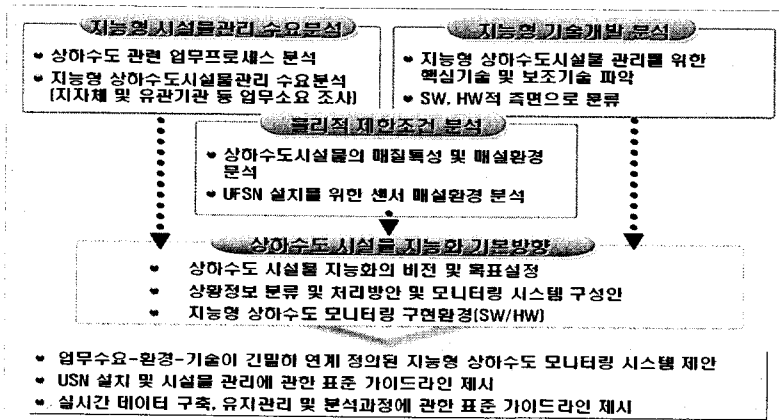 지능형 시설물관리 수요분석
• 상하수도 관련 업무프로세스 분석
• 지능형 상하수도시설물관리 수요분석
(지자체 및 유관기관 등 업무소요 조사)
지능형 기술개발 분석
• 지능형 상하수도시설물 관리를 위한
핵심기술 및 보조기술 파악
• SW, HW적 측면으로 분류
물리적 제한조건 분석
• 상하수도시설물의 매질특성 및 매설환경
분석
• UFSN 설치를 위한 센서 매설환경 분석
상하수도 시설물 지능화 기본방향
• 상하수도 시설물 지능화의 비전 및 목표설정
• 상황정보 분류 및 처리방안 및 모니터링 시스템 구성안
• 지능형 상하수도 모니터링 구현환경(SW/HW)
• 업무수요-환경-기술이 긴밀히 연계 정의된 지능형 상하수도 모니터링 시스템 제안
• USN 설치 및 시설물 관리에 관한 표준 가이드라인 제시
• 실시간 데이터 구축, 유지관리 및 분석과정에 관한 표준 가이드라인 제시